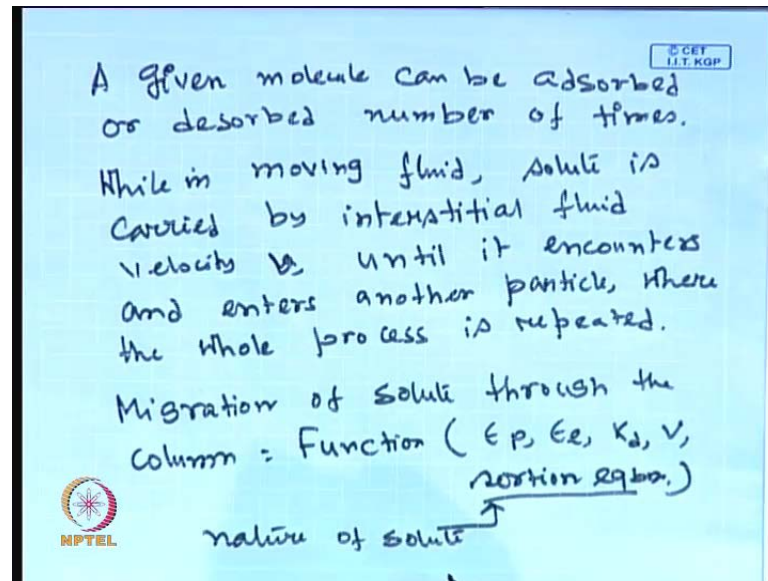 © CET
I.I.T. KGP
A given molecule can be adsorbed
or desorbed number of times.
While in moving fluid, solute is
carried by interstitial fluid
velocity until it encounters
and enters another particle, where
the whole process is repeated.
Migration of solute through the
column = Function ( ϵp, ϵe, Kd, V,
sortion eqbm.)
nature of solute
NPTEL